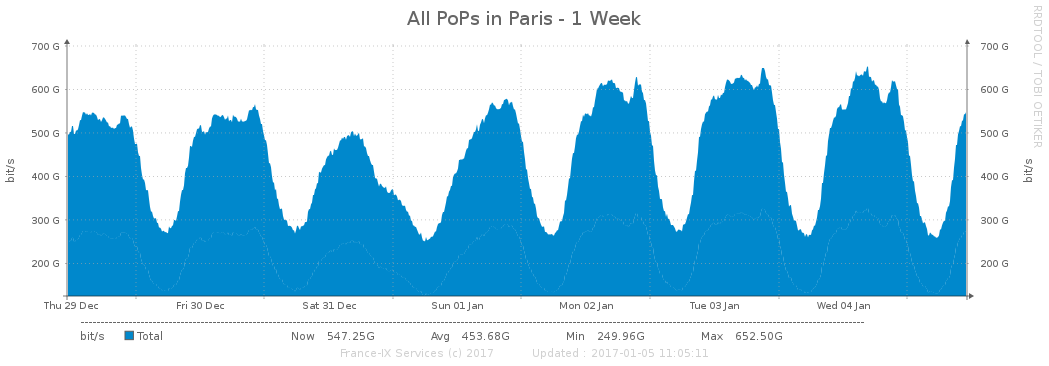 All PoPs in Paris - 1 Week
RRDTOOL / TOBI OETIKER
bit/s
700 G
600 G
500 G
400 G
300 G
200 G
700 G
600 G
500 G
400 G
300 G
200 G
bit/s
Thu 29 Dec Fri 30 Dec Sat 31 Dec Sun 01 Jan Mon 02 Jan Tue 03 Jan Wed 04 Jan
bit/s Total Now 547.25G Avg 453.68G Min 249.96G Max 652.50G
France-IX Services (c) 2017 Updated : 2017-01-05 11:05:11